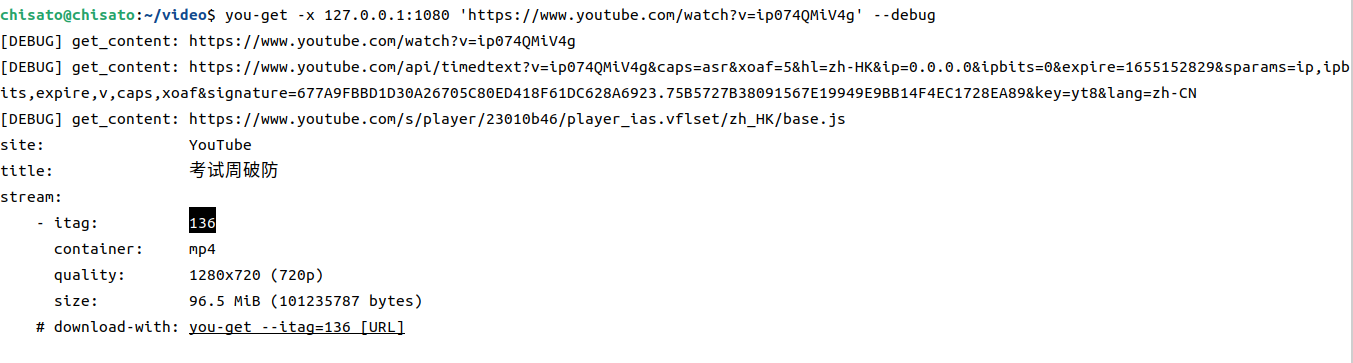 chisato@chisato:~/video$ you-get -x 127.0.0.1:1080 'https://www.youtube.com/watch?v=ip074QMiV4g' --debug
[DEBUG] get_content: https://www.youtube.com/watch?v=ip074QMiV4g
[DEBUG] get_content: https://www.youtube.com/api/timedtext?v=ip074QMiV4g&caps=asr&xoaf=5&hl=zh-HK&ip=0.0.0.0&ipbits=0&expire=1655152829&sparams=ip,ipb
its,expire,v,caps,xoaf&signature=677A9FBBD1D30A26705C80ED418F61DC628A6923.75B5727B38091567E19949E9BB14F4EC1728EA89&key=yt8&lang=zh-CN
[DEBUG] get_content: https://www.youtube.com/s/player/23010b46/player_ias.vflset/zh_HK/base.js
site: YouTube
title: 考试周破防
stream:
- itag: 136
container: mp4
quality: 1280x720 (720p)
size: 96.5 MiB (101235787 bytes)
# download-with: you-get --itag=136 [URL]